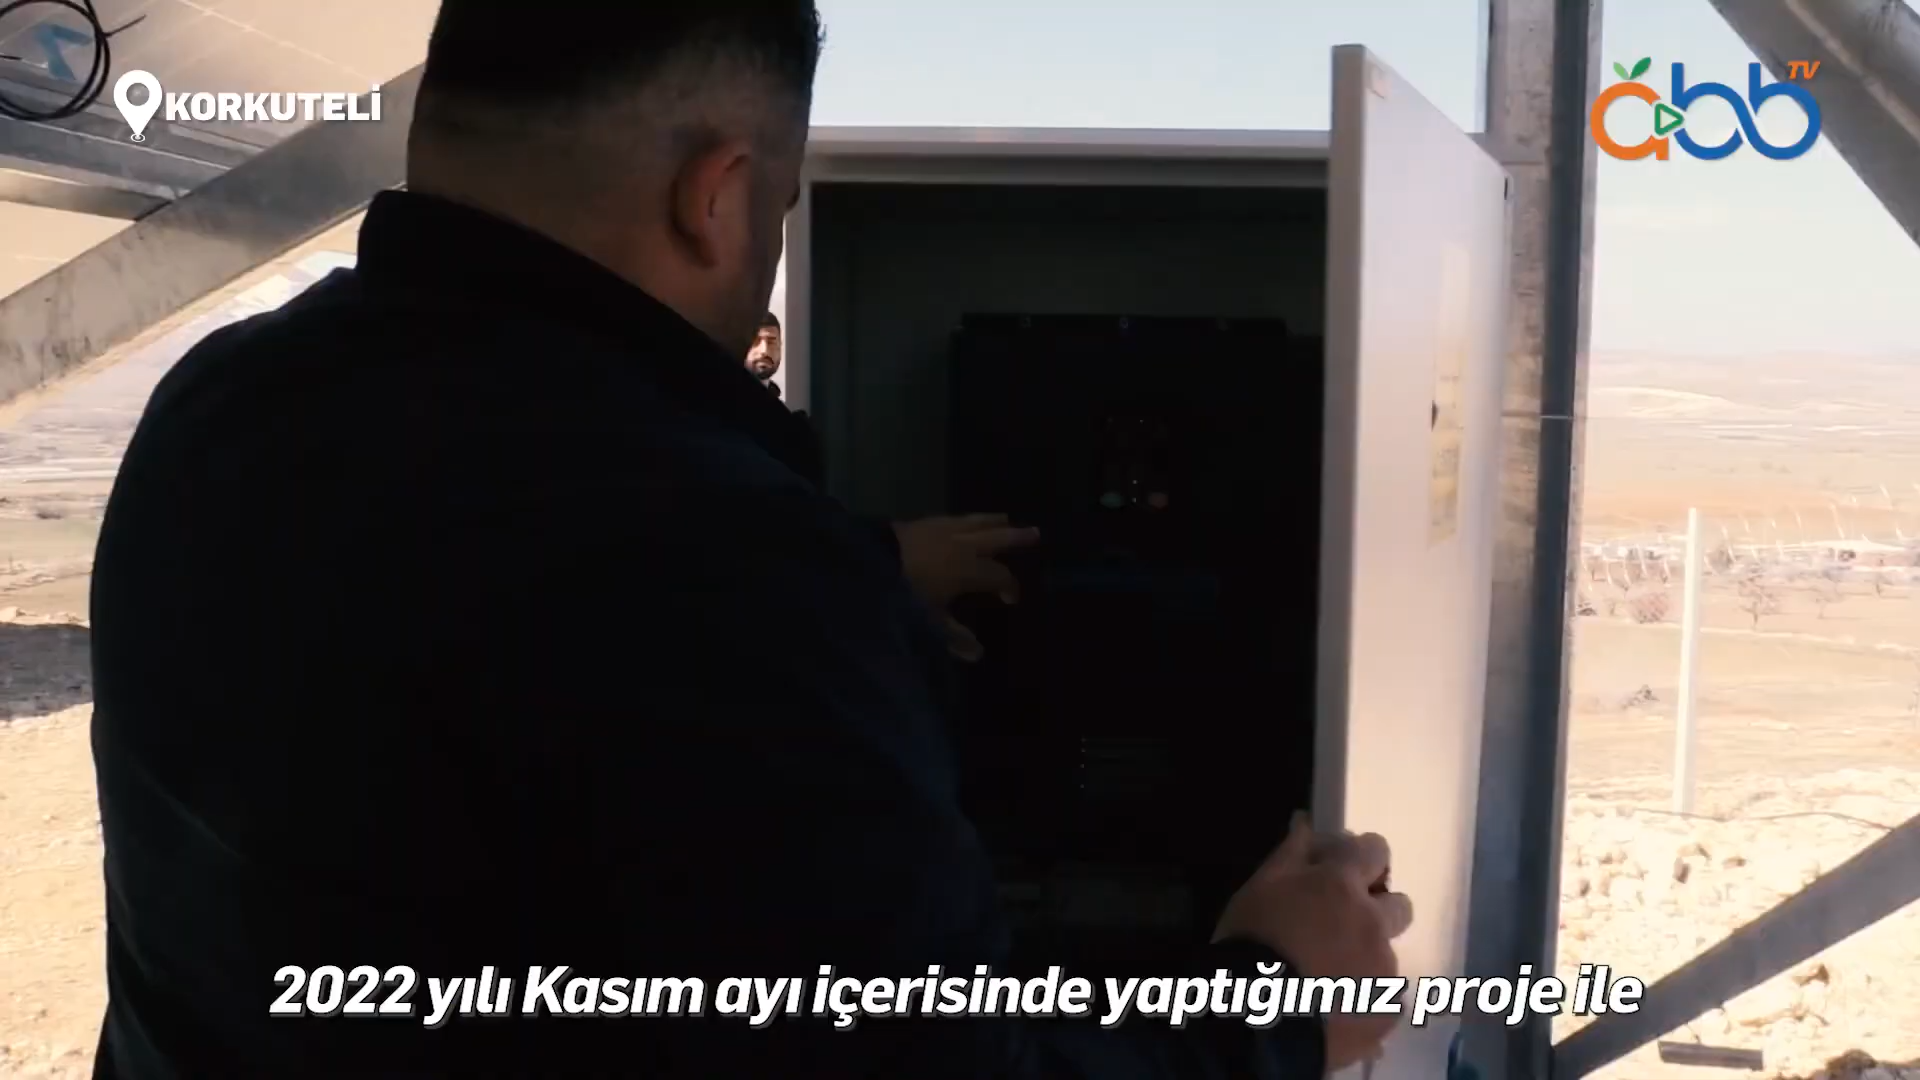 KORKUTELİ
abb TV
2022 yılı Kasım ayı içerisinde yaptığımız proje ile